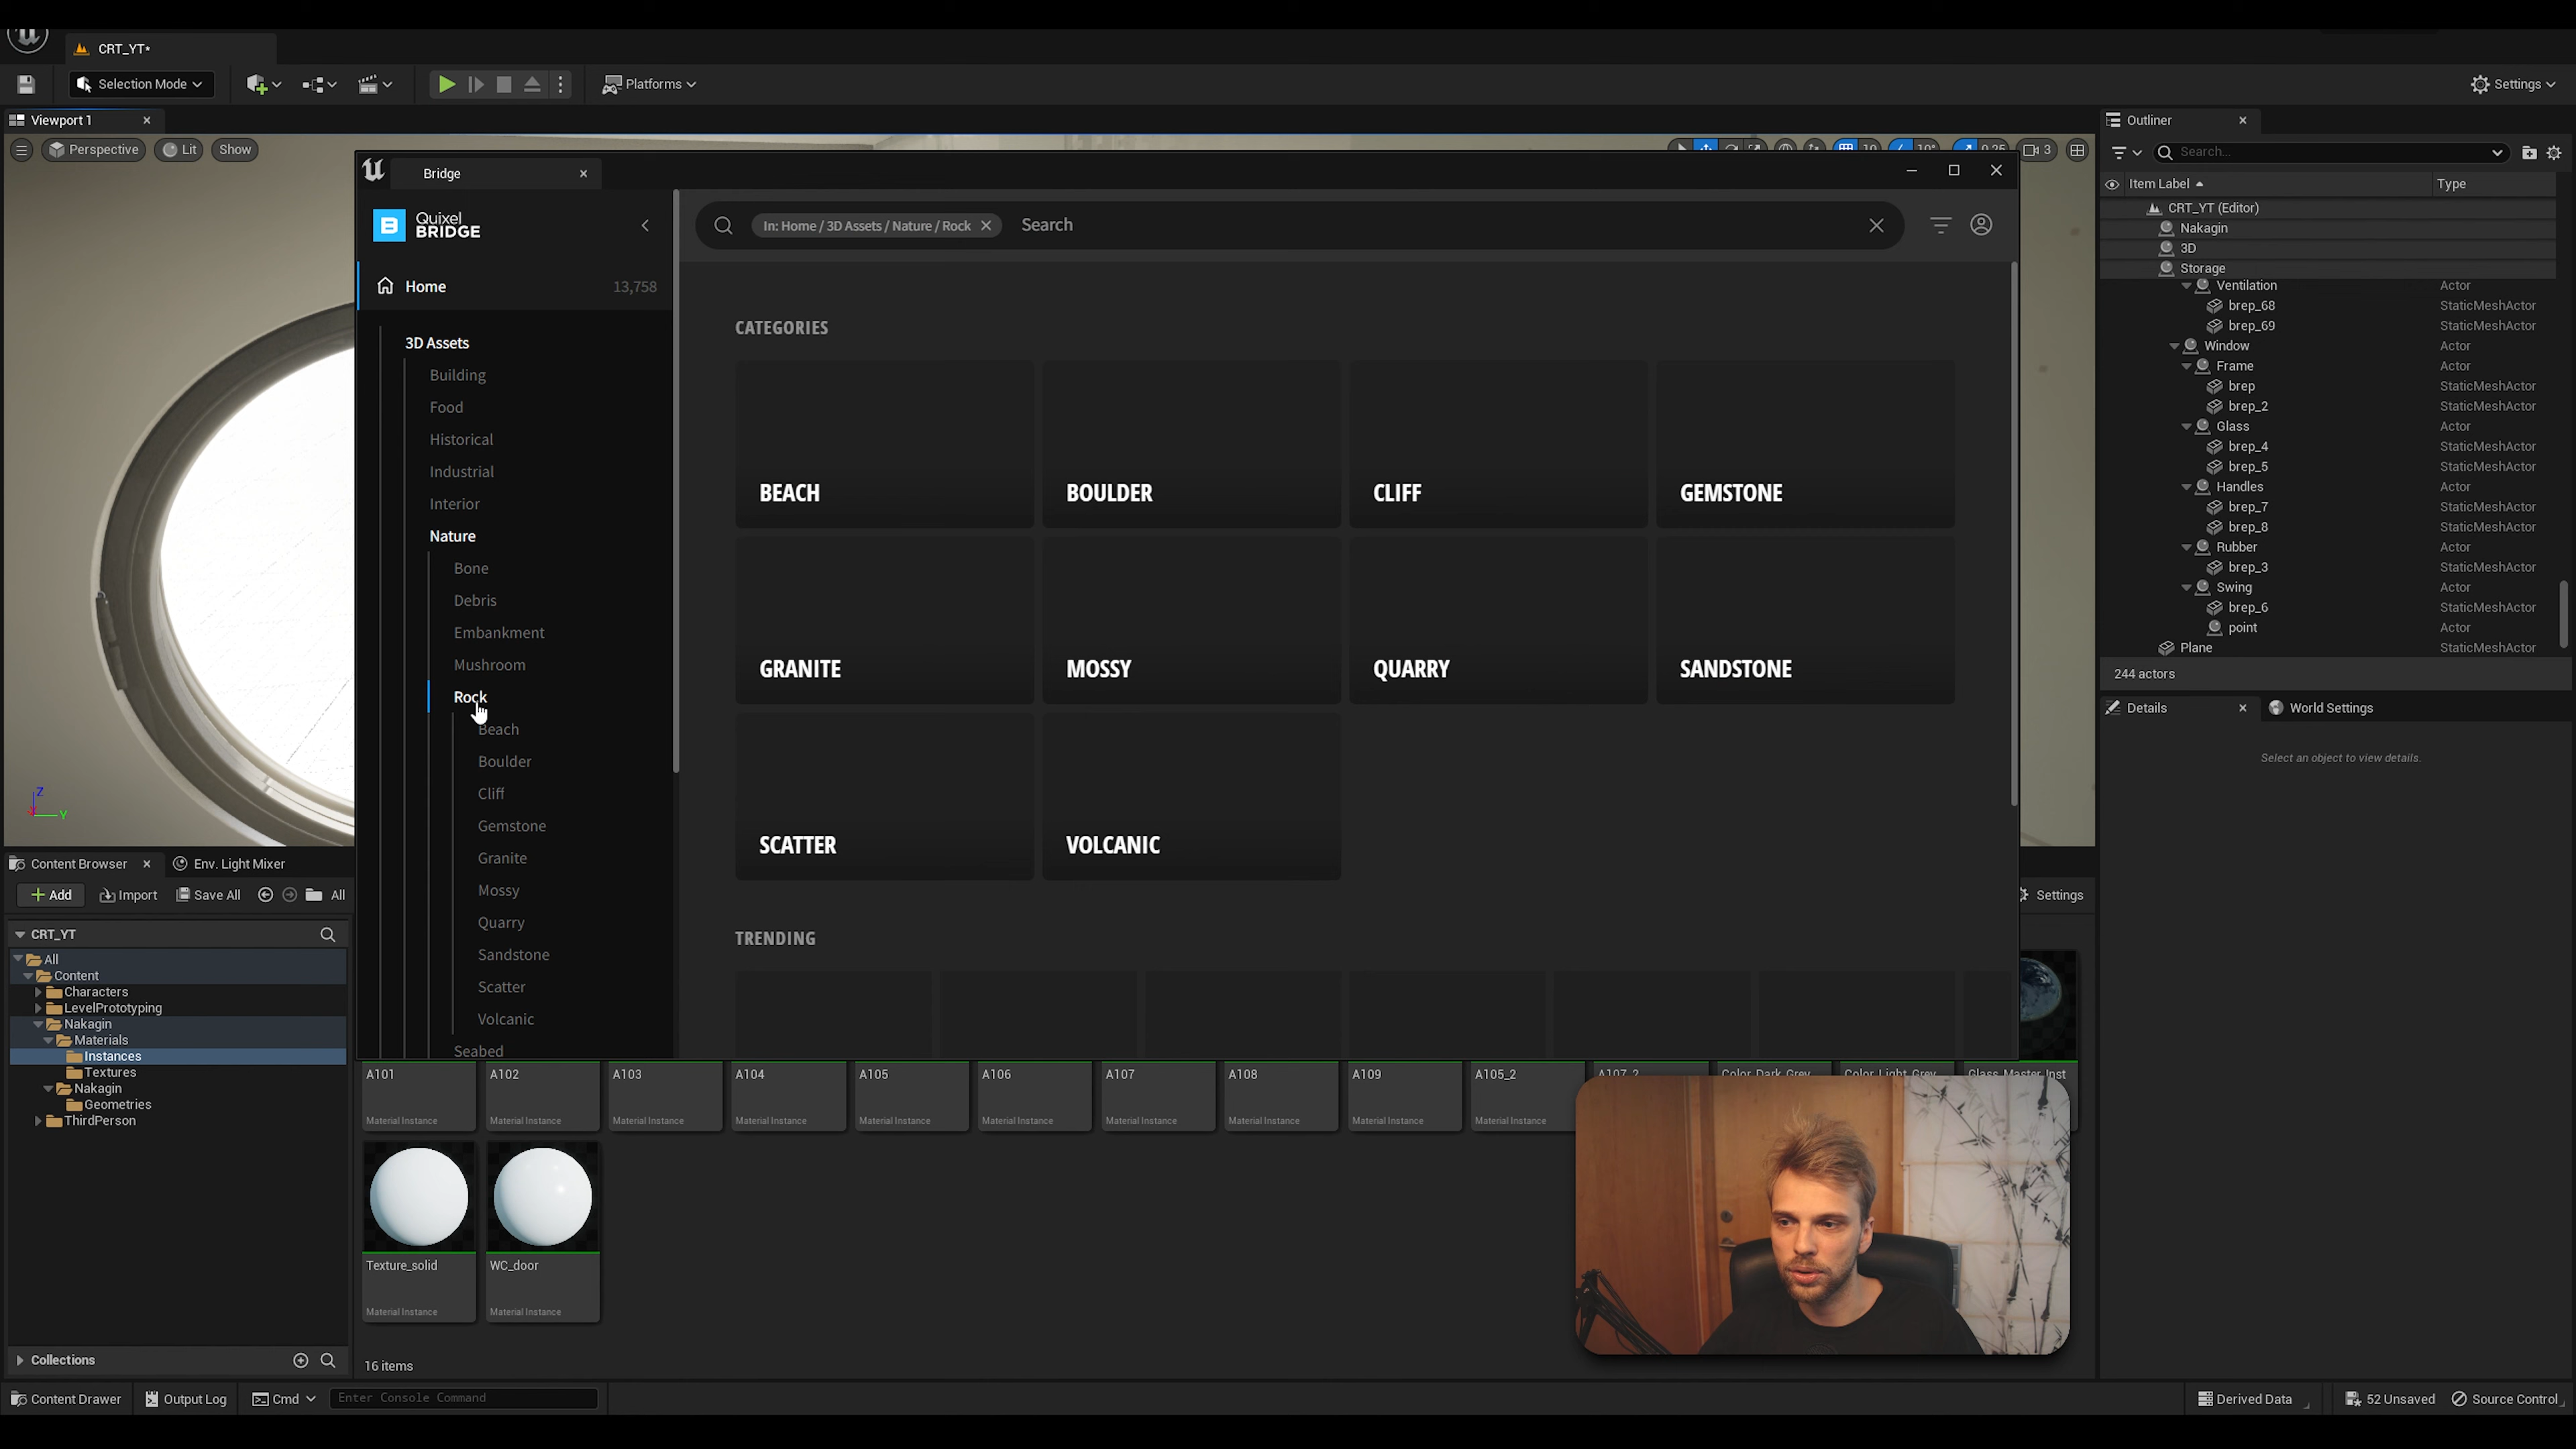 CRT_YT*
Selection Mode
Platforms
Settings
Viewport 1
Perspective
Lit
Show
10
10°
0.25
3
Outliner
Search...
Item Label
Type
CRT_YT (Editor)
Nakagin
3D
Storage
Ventilation Actor
brep_68 StaticMeshActor
brep_69 StaticMeshActor
Window Actor
Frame Actor
brep StaticMeshActor
brep_2 StaticMeshActor
Glass Actor
brep_4 StaticMeshActor
brep_5 StaticMeshActor
Handles Actor
brep_7 StaticMeshActor
brep_8 StaticMeshActor
Rubber Actor
brep_3 StaticMeshActor
Swing Actor
brep_6 StaticMeshActor
point Actor
Plane StaticMeshActor
244 actors
Details
World Settings
Select an object to view details.
Bridge
Quixel
BRIDGE
Home 13,758
3D Assets
Building
Food
Historical
Industrial
Interior
Nature
Bone
Debris
Embankment
Mushroom
Rock
Beach
Boulder
Cliff
Gemstone
Granite
Mossy
Quarry
Sandstone
Scatter
Volcanic
Seabed
In: Home / 3D Assets / Nature / Rock
Search
CATEGORIES
BEACH
BOULDER
CLIFF
GEMSTONE
GRANITE
MOSSY
QUARRY
SANDSTONE
SCATTER
VOLCANIC
TRENDING
Z
Y
Content Browser
Env. Light Mixer
Add
Import
Save All
All
Settings
CRT_YT
All
Content
Characters
LevelPrototyping
Nakagin
Materials
Instances
Textures
Nakagin
Geometries
ThirdPerson
Collections
A101
Material Instance
A102
Material Instance
A103
Material Instance
A104
Material Instance
A105
Material Instance
A106
Material Instance
A107
Material Instance
A108
Material Instance
A109
Material Instance
A105_2
Material Instance
A107_2
Color_Dark_Grey
Color_Light_Grey
Glass_Master_Inst
Texture_solid
Material Instance
WC_door
Material Instance
16 items
Content Drawer
Output Log
Cmd
Enter Console Command
Derived Data
52 Unsaved
Source Control